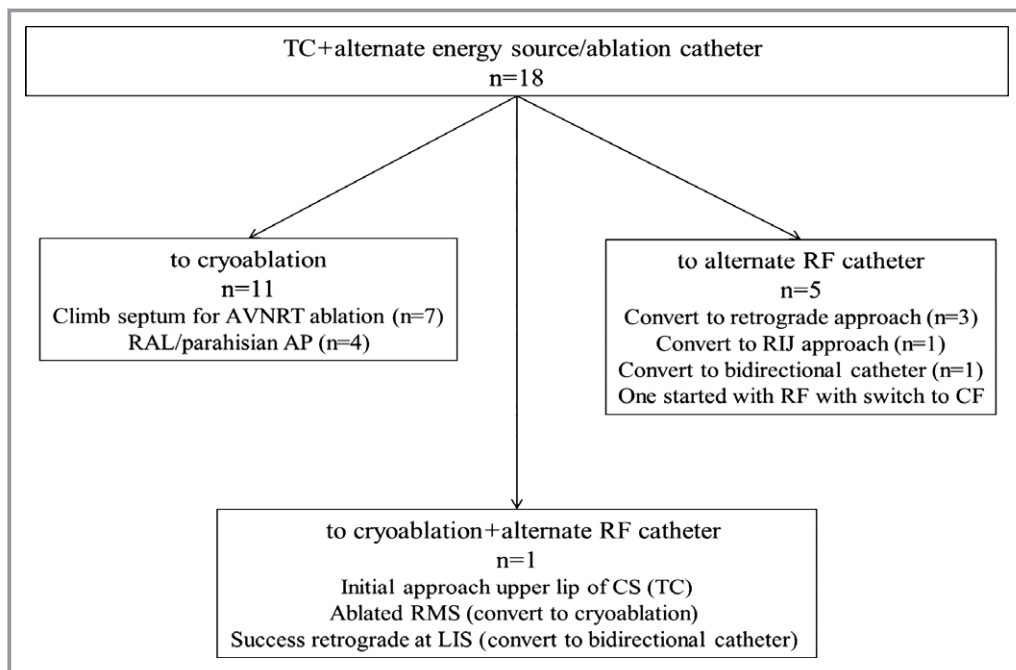 TC+alternate energy source/ablation catheter
n=18
to cryoablation
n=11
Climb septum for AVNRT ablation (n=7)
RAL/parahisian AP (n=4)
to alternate RF catheter
n=5
Convert to retrograde approach (n=3)
Convert to RIJ approach (n=1)
Convert to bidirectional catheter (n=1)
One started with RF with switch to CF
to cryoablation+alternate RF catheter
n=1
Initial approach upper lip of CS (TC)
Ablated RMS (convert to cryoablation)
Success retrograde at LIS (convert to bidirectional catheter)